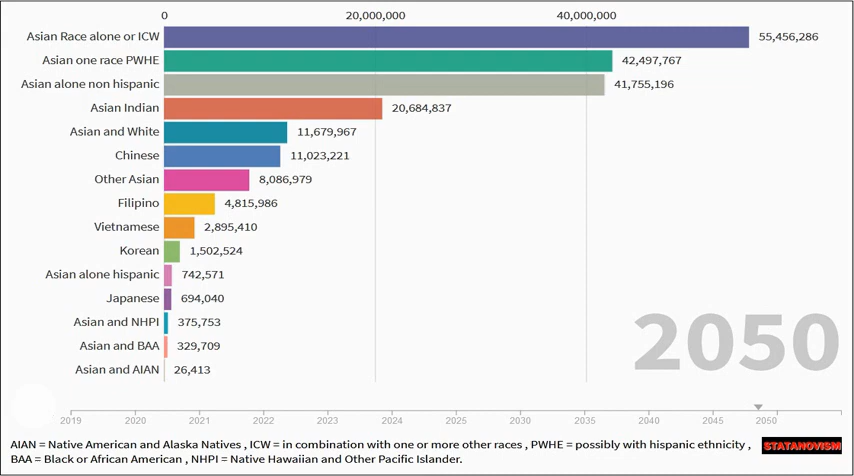 0 20,000,000 40,000,000
Asian Race alone or ICW 55,456,286
Asian one race PWHE 42,497,767
Asian alone non hispanic 41,755,196
Asian Indian 20,684,837
Asian and White 11,679,967
Chinese 11,023,221
Other Asian 8,086,979
Filipino 4,815,986
Vietnamese 2,895,410
Korean 1,502,524
Asian alone hispanic 742,571
Japanese 694,040
Asian and NHPI 375,753
Asian and BAA 329,709
Asian and AIAN 26,413
2050
2019 2020 2021 2022 2023 2024 2025 2030 2035 2040 2045 2050
AIAN = Native American and Alaska Natives , ICW = in combination with one or more other races , PWHE = possibly with hispanic ethnicity ,
BAA = Black or African American , NHPI = Native Hawaiian and Other Pacific Islander.
STATANOVISM